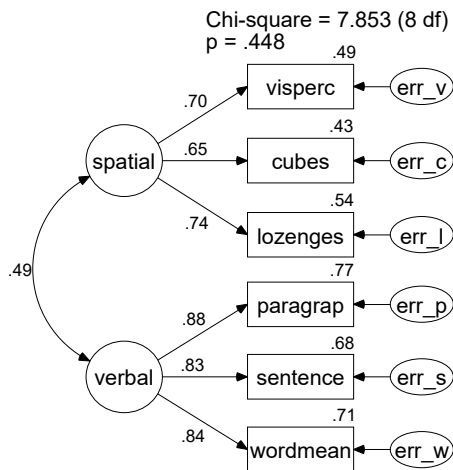 Chi-square = 7.853 (8 df)
p = .448
.49
visperc
err_v
.70
.43
spatial
.65
cubes
err_c
.54
.74
lozenges
err_l
.49
.77
paragrap
err_p
.88
.68
verbal
.83
sentence
err_s
.84
.71
wordmean
err_w